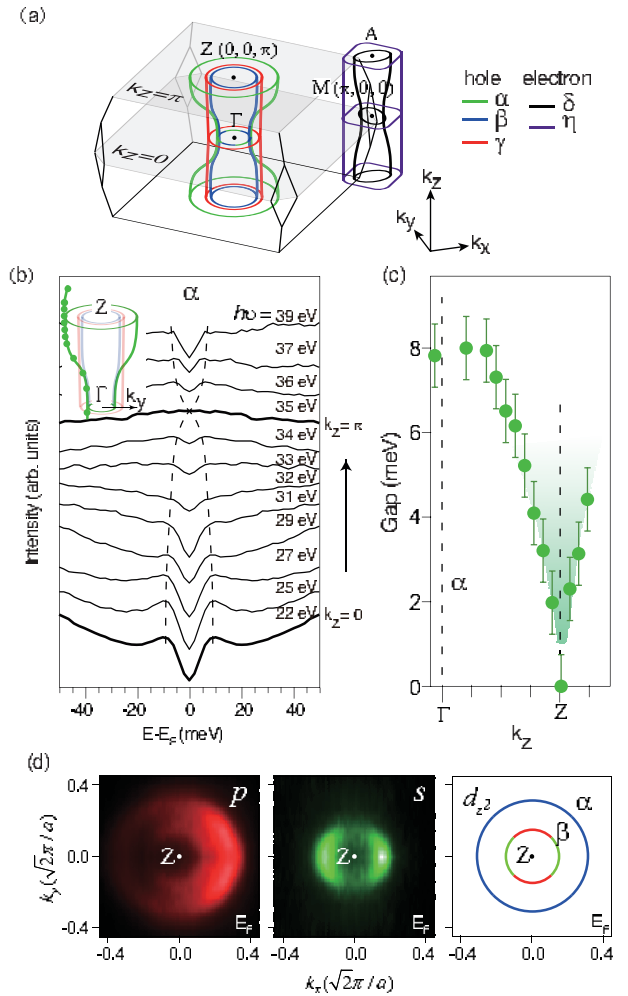 (a)
Z (0, 0, π)
A
M (π, 0, 0)
k_z=π
Γ
k_z=0
hole electron
α δ
β η
γ
k_z
k_y
k_x
(b)
α
Z
Γ
k_y
hυ = 39 eV
37 eV
36 eV
35 eV
k_z = π
34 eV
33 eV
32 eV
31 eV
29 eV
27 eV
25 eV
22 eV
k_z = 0
Intensity (arb. units)
-40 -20 0 20 40
E-E_F (meV)
(c)
8
6
4
2
0
Gap (meV)
α
Γ Z
k_z
(d)
p s d_z²
α
β
Z Z Z
E_F E_F E_F
0.4
0.0
-0.4
k_y (√2π/a)
0.0 0.4
-0.4 0.0 0.4
-0.4 0.0 0.4
k_x (√2π/a)